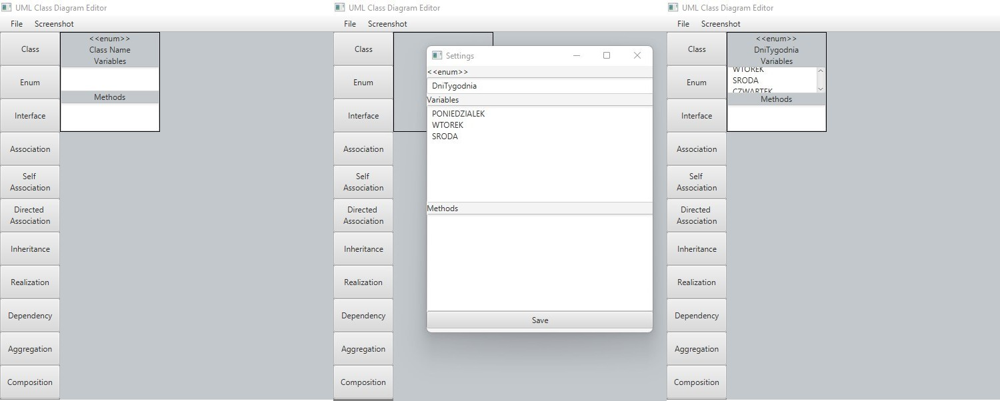 UML Class Diagram Editor
File Screenshot
Class
Enum
Interface
Association
Self
Association
Directed
Association
Inheritance
Realization
Dependency
Aggregation
Composition
<<enum>>
Class Name
Variables
Methods
UML Class Diagram Editor
File Screenshot
Class
Enum
Interface
Association
Self
Association
Directed
Association
Inheritance
Realization
Dependency
Aggregation
Composition
Settings
<<enum>>
DniTygodnia
Variables
PONIEDZIALEK
WTOREK
SRODA
Methods
Save
UML Class Diagram Editor
File Screenshot
Class
Enum
Interface
Association
Self
Association
Directed
Association
Inheritance
Realization
Dependency
Aggregation
Composition
<<enum>>
DniTygodnia
Variables
WTOREK
SRODA
CZWARTEK
Methods